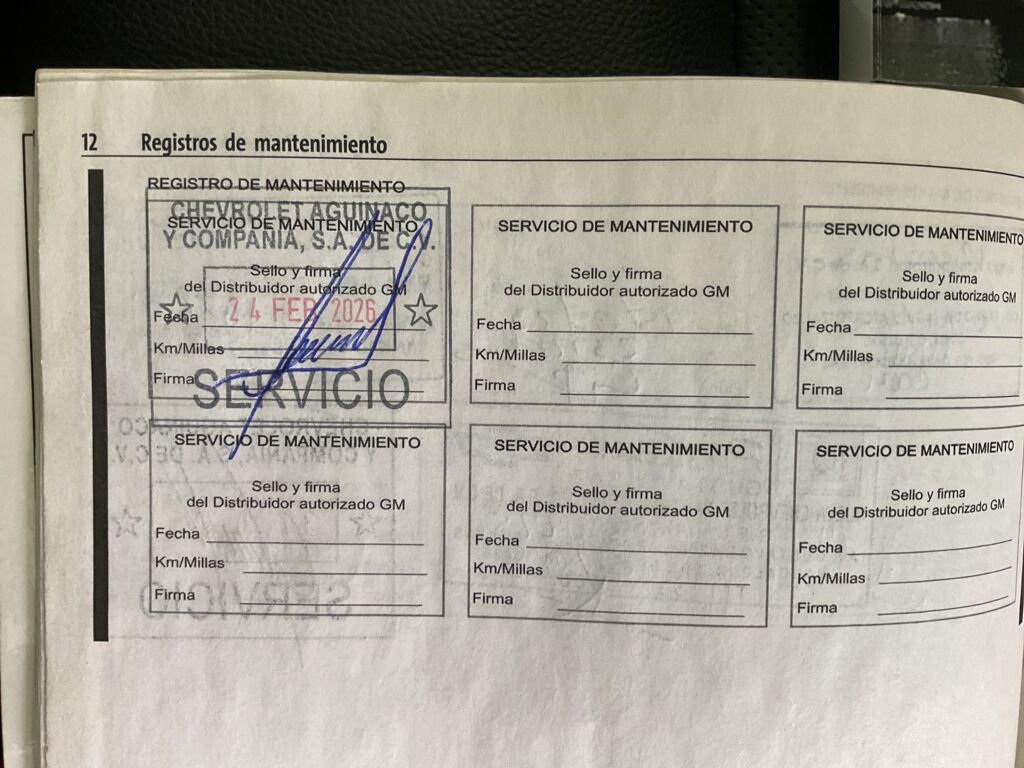 12 Registros de mantenimiento
REGISTRO DE MANTENIMIENTO
CHEVROLET AGUINACO
SERVICIO DE MANTENIMIENTO
Y COMPAÑIA, S.A. DE C.V.
Sello y firma
del Distribuidor autorizado GM
Fecha 24 FEB 2026
Km/Millas
Firma
SERVICIO
SERVICIO DE MANTENIMIENTO
Sello y firma
del Distribuidor autorizado GM
Fecha
Km/Millas
Firma
SERVICIO DE MANTENIMIENTO
Sello y firma
del Distribuidor autorizado GM
Fecha
Km/Millas
Firma
SERVICIO DE MANTENIMIENTO
Sello y firma
del Distribuidor autorizado GM
Fecha
Km/Millas
Firma
SERVICIO DE MANTENIMIENTO
Sello y firma
del Distribuidor autorizado GM
Fecha
Km/Millas
Firma
SERVICIO DE MANTENIMIENTO
Sello y firma
del Distribuidor autorizado GM
Fecha
Km/Millas
Firma